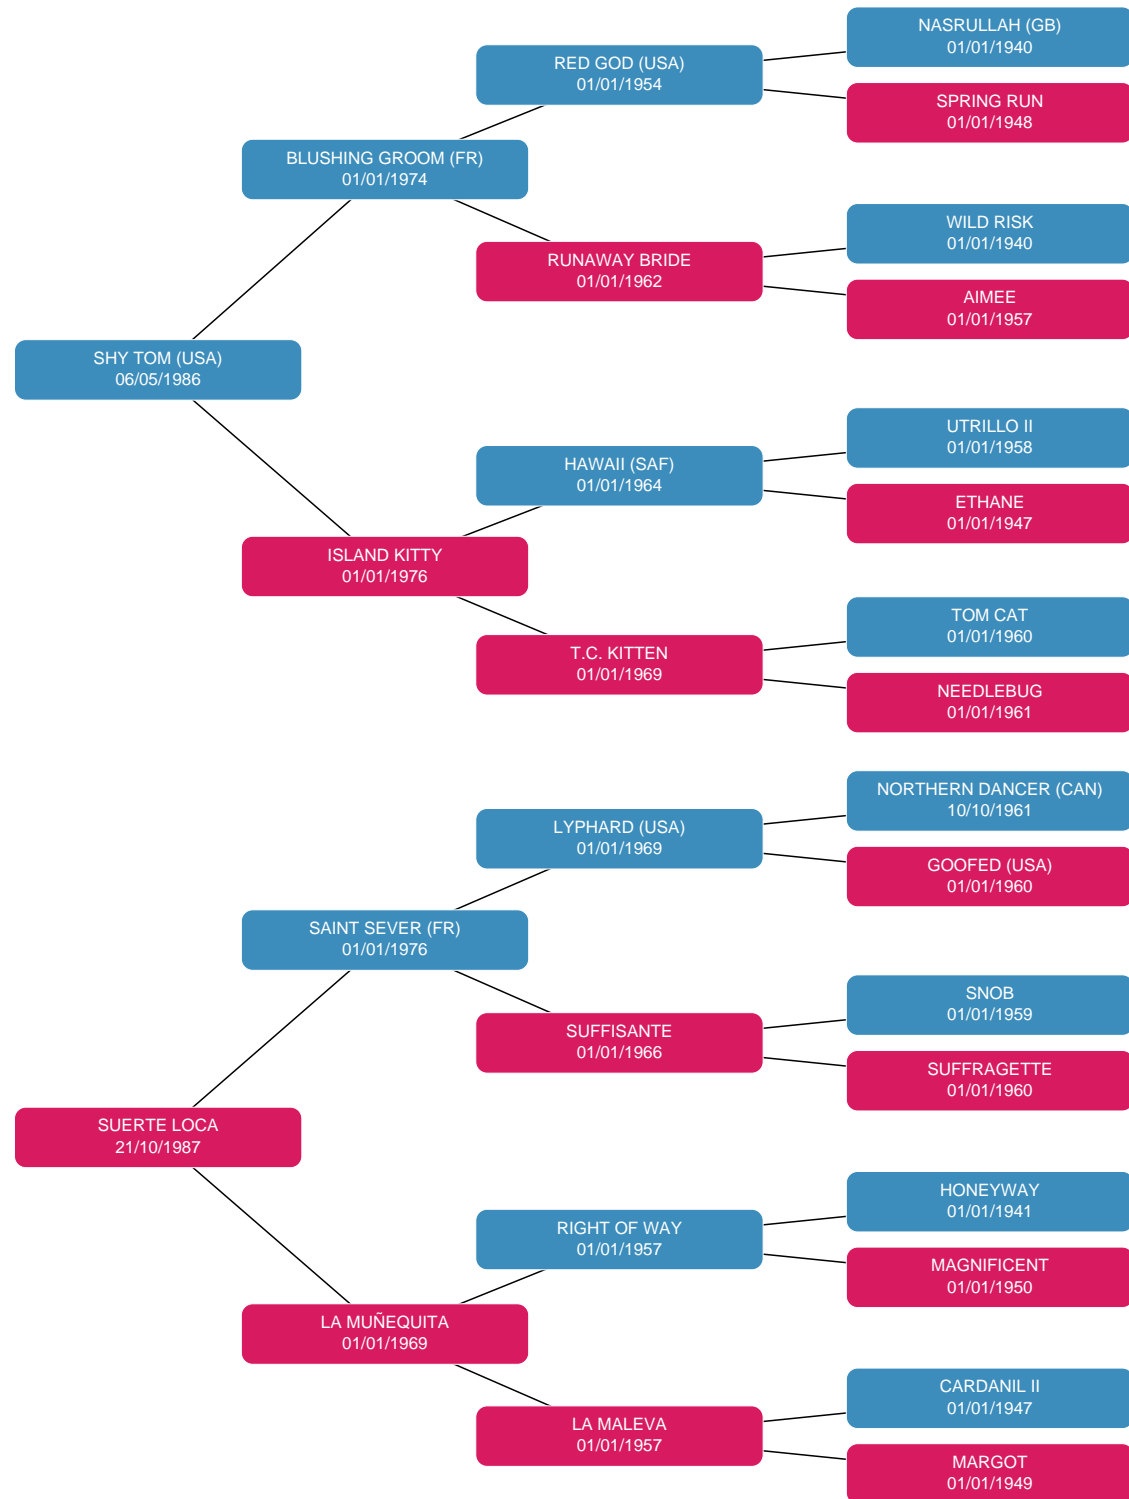 NASRULLAH (GB)
01/01/1940
RED GOD (USA)
01/01/1954
SPRING RUN
01/01/1948
BLUSHING GROOM (FR)
01/01/1974
WILD RISK
01/01/1940
RUNAWAY BRIDE
01/01/1962
AIMEE
01/01/1957
SHY TOM (USA)
06/05/1986
UTRILLO II
01/01/1958
HAWAII (SAF)
01/01/1964
ETHANE
01/01/1947
ISLAND KITTY
01/01/1976
TOM CAT
01/01/1960
T.C. KITTEN
01/01/1969
NEEDLEBUG
01/01/1961
NORTHERN DANCER (CAN)
10/10/1961
LYPHARD (USA)
01/01/1969
GOOFED (USA)
01/01/1960
SAINT SEVER (FR)
01/01/1976
SNOB
01/01/1959
SUFFISANTE
01/01/1966
SUFFRAGETTE
01/01/1960
SUERTE LOCA
21/10/1987
HONEYWAY
01/01/1941
RIGHT OF WAY
01/01/1957
MAGNIFICENT
01/01/1950
LA MUÑEQUITA
01/01/1969
CARDANIL II
01/01/1947
LA MALEVA
01/01/1957
MARGOT
01/01/1949